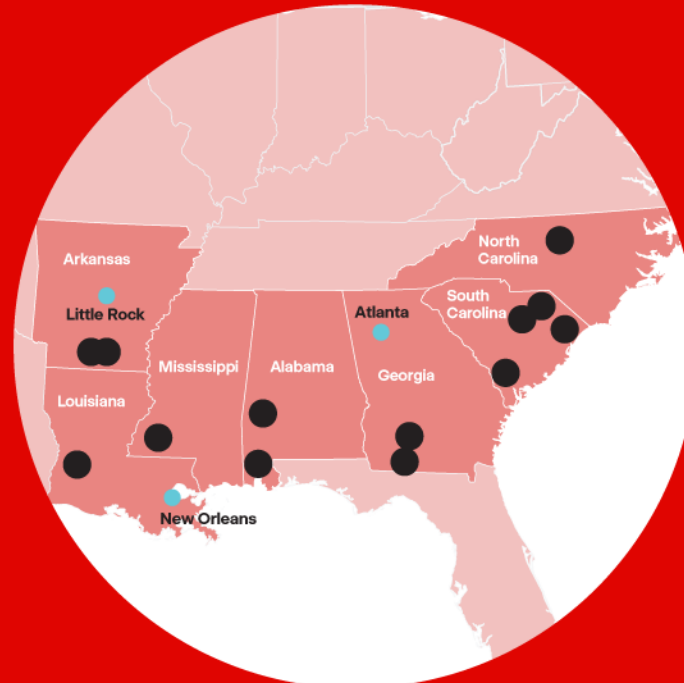 North
Carolina
Arkansas
South
Carolina
Little Rock
Atlanta
Mississippi
Alabama
Georgia
Louisiana
New Orleans